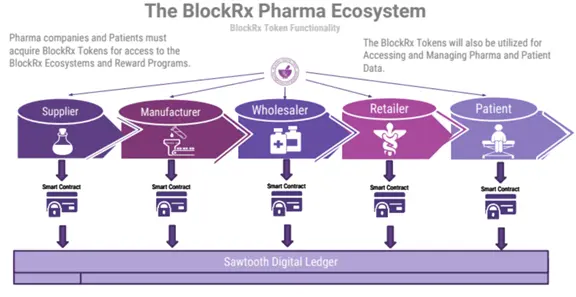 The BlockRx Pharma Ecosystem
BlockRx Token Functionality
Pharma companies and Patients must
acquire BlockRx Tokens for access to the
BlockRx Ecosystems and Reward Programs.
The BlockRx Tokens will also be utilized for
Accessing and Managing Pharma and Patient
Data.
Supplier
Manufacturer
Wholesaler
Retailer
Patient
Smart Contract
Smart Contract
Smart Contract
Smart Contract
Smart Contract
Sawtooth Digital Ledger